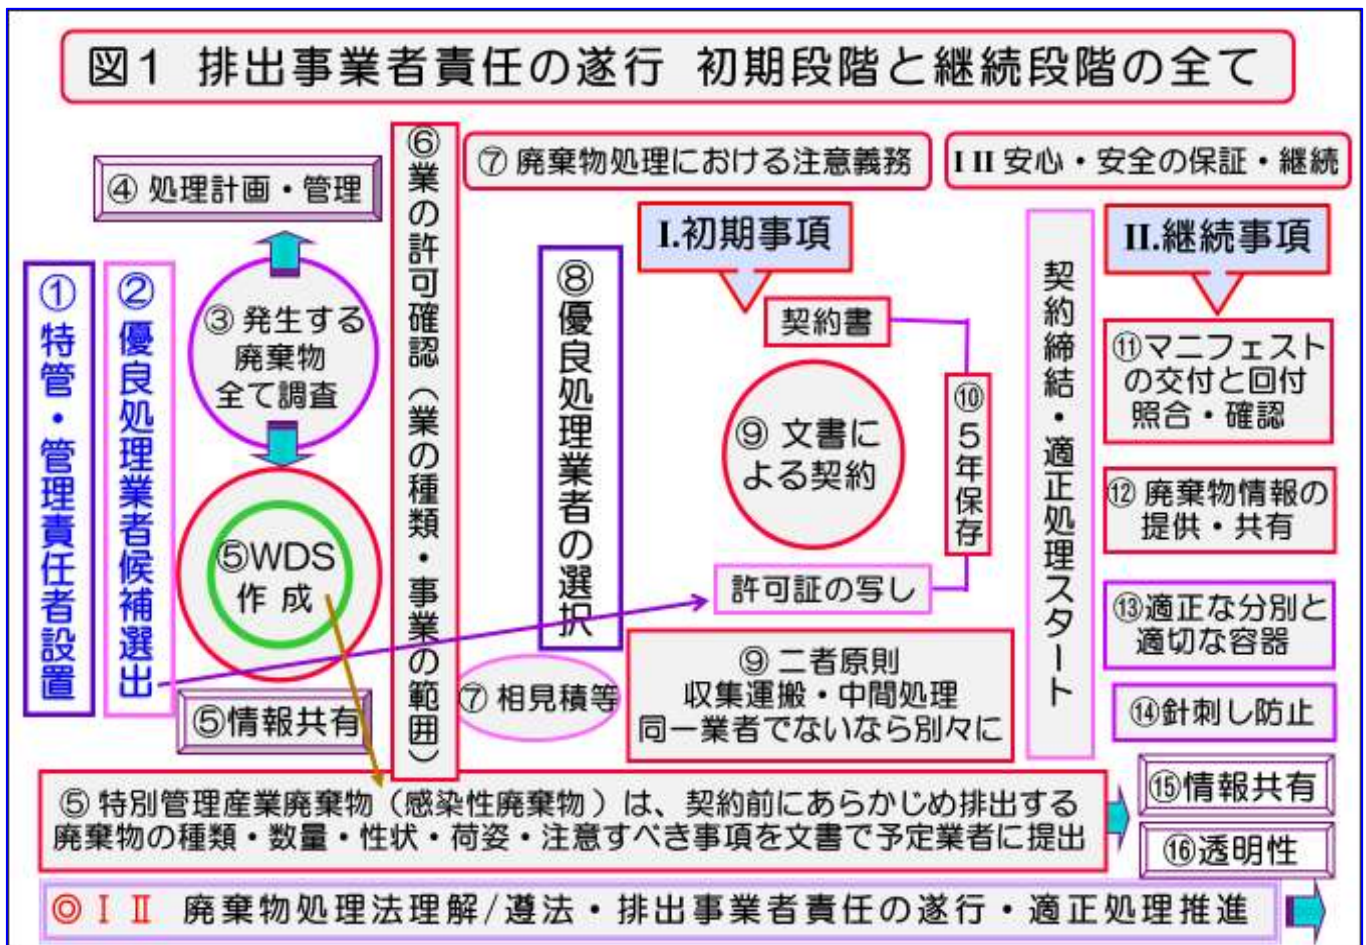 図1 排出事業者責任の遂行 初期段階と継続段階の全て
④ 処理計画・管理
⑥業の許可確認（業の種類・事業の範囲）
⑦ 廃棄物処理における注意義務
I II 安心・安全の保証・継続
①特管・管理責任者設置
②優良処理業者候補選出
③ 発生する
廃棄物
全て調査
⑤WDS
作 成
⑤情報共有
⑧優良処理業者の選択
⑦ 相見積等
I.初期事項
契約書
⑨ 文書に
よる契約
⑩５年保存
許可証の写し
⑨ 二者原則
収集運搬・中間処理
同一業者でないなら別々に
契約締結・適正処理スタート
II.継続事項
⑪マニフェスト
の交付と回付
照合・確認
⑫ 廃棄物情報の
提供・共有
⑬適正な分別と
適切な容器
⑭針刺し防止
⑤ 特別管理産業廃棄物（感染性廃棄物）は、契約前にあらかじめ排出する
廃棄物の種類・数量・性状・荷姿・注意すべき事項を文書で予定業者に提出
⑮情報共有
⑯透明性
◎ I II 廃棄物処理法理解/遵法・排出事業者責任の遂行・適正処理推進